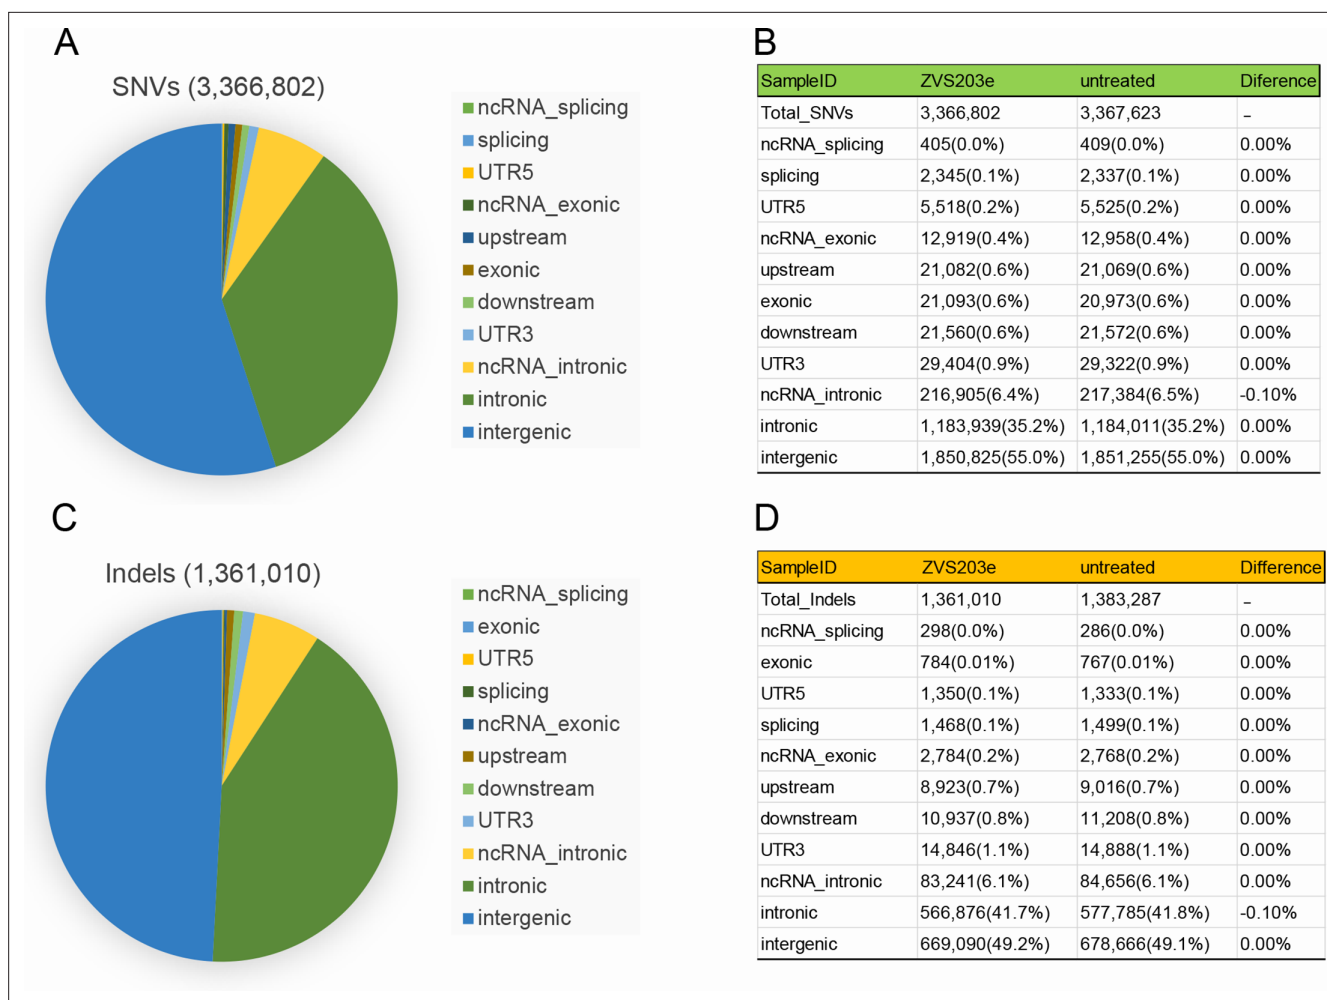 A
SNVs (3,366,802)
ncRNA_splicing
splicing
UTR5
ncRNA_exonic
upstream
exonic
downstream
UTR3
ncRNA_intronic
intronic
intergenic
B
SampleID ZVS203e untreated Diference
Total_SNVs 3,366,802 3,367,623 –
ncRNA_splicing 405(0.0%) 409(0.0%) 0.00%
splicing 2,345(0.1%) 2,337(0.1%) 0.00%
UTR5 5,518(0.2%) 5,525(0.2%) 0.00%
ncRNA_exonic 12,919(0.4%) 12,958(0.4%) 0.00%
upstream 21,082(0.6%) 21,069(0.6%) 0.00%
exonic 21,093(0.6%) 20,973(0.6%) 0.00%
downstream 21,560(0.6%) 21,572(0.6%) 0.00%
UTR3 29,404(0.9%) 29,322(0.9%) 0.00%
ncRNA_intronic 216,905(6.4%) 217,384(6.5%) -0.10%
intronic 1,183,939(35.2%) 1,184,011(35.2%) 0.00%
intergenic 1,850,825(55.0%) 1,851,255(55.0%) 0.00%
C
Indels (1,361,010)
ncRNA_splicing
exonic
UTR5
splicing
ncRNA_exonic
upstream
downstream
UTR3
ncRNA_intronic
intronic
intergenic
D
SampleID ZVS203e untreated Difference
Total_Indels 1,361,010 1,383,287 –
ncRNA_splicing 298(0.0%) 286(0.0%) 0.00%
exonic 784(0.01%) 767(0.01%) 0.00%
UTR5 1,350(0.1%) 1,333(0.1%) 0.00%
splicing 1,468(0.1%) 1,499(0.1%) 0.00%
ncRNA_exonic 2,784(0.2%) 2,768(0.2%) 0.00%
upstream 8,923(0.7%) 9,016(0.7%) 0.00%
downstream 10,937(0.8%) 11,208(0.8%) 0.00%
UTR3 14,846(1.1%) 14,888(1.1%) 0.00%
ncRNA_intronic 83,241(6.1%) 84,656(6.1%) 0.00%
intronic 566,876(41.7%) 577,785(41.8%) -0.10%
intergenic 669,090(49.2%) 678,666(49.1%) 0.00%